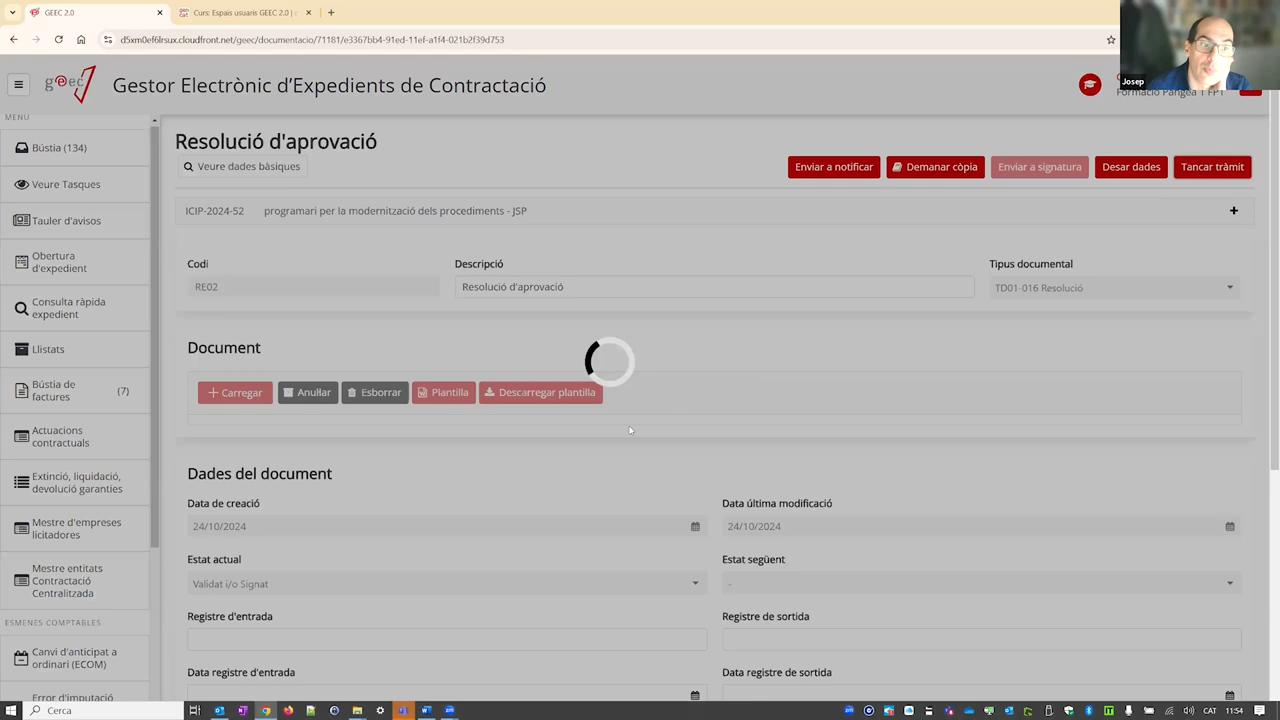 GEEC 2.0
Curs: Espais usuaris GEEC 2.0 |
d5xm0ef6lrsux.cloudfront.net/geec/documentacio/71181/e3367bb4-91ed-11ef-a1f4-021b2f39d753
Josep
geec
Gestor Electrònic d'Expedients de Contractació
Formació Pangea 1 FPT
MENÚ
Bústia (134)
Veure Tasques
Tauler d'avisos
Obertura d'expedient
Consulta ràpida expedient
Llistats
Bústia de factures (7)
Actuacions contractuals
Extinció, liquidació, devolució garanties
Mestre d'empreses licitadores
Mestre entitats Contractació Centralitzada
ESMENES COMPTABLES
Canvi d'anticipat a ordinari (ECOM)
Error d'imputació
Resolució d'aprovació
Veure dades bàsiques
Enviar a notificar
Demanar còpia
Enviar a signatura
Desar dades
Tancar tràmit
ICIP-2024-52 programari per la modernització dels procediments - JSP
Codi
RE02
Descripció
Resolució d'aprovació
Tipus documental
TD01-016 Resolució
Document
Carregar
Anul·lar
Esborrar
Plantilla
Descarregar plantilla
Dades del document
Data de creació
24/10/2024
Data última modificació
24/10/2024
Estat actual
Validat i/o Signat
Estat següent
-
Registre d'entrada
Registre de sortida
Data registre d'entrada
Data registre de sortida
Cerca
CAT
11:54